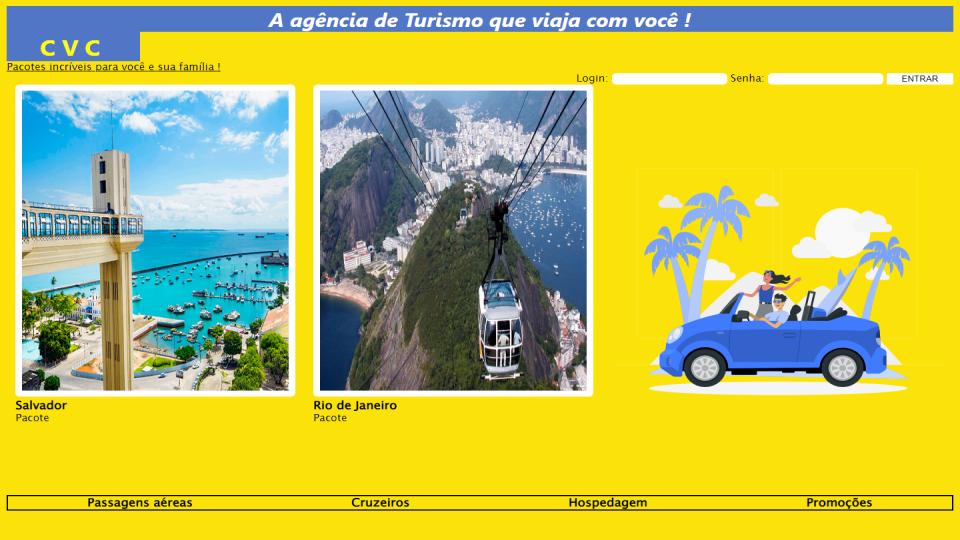 A agência de Turismo que viaja com você !
C V C
Pacotes incríveis para você e sua família !
Login: Senha: ENTRAR
Salvador
Pacote
Rio de Janeiro
Pacote
Passagens aéreas Cruzeiros Hospedagem Promoções